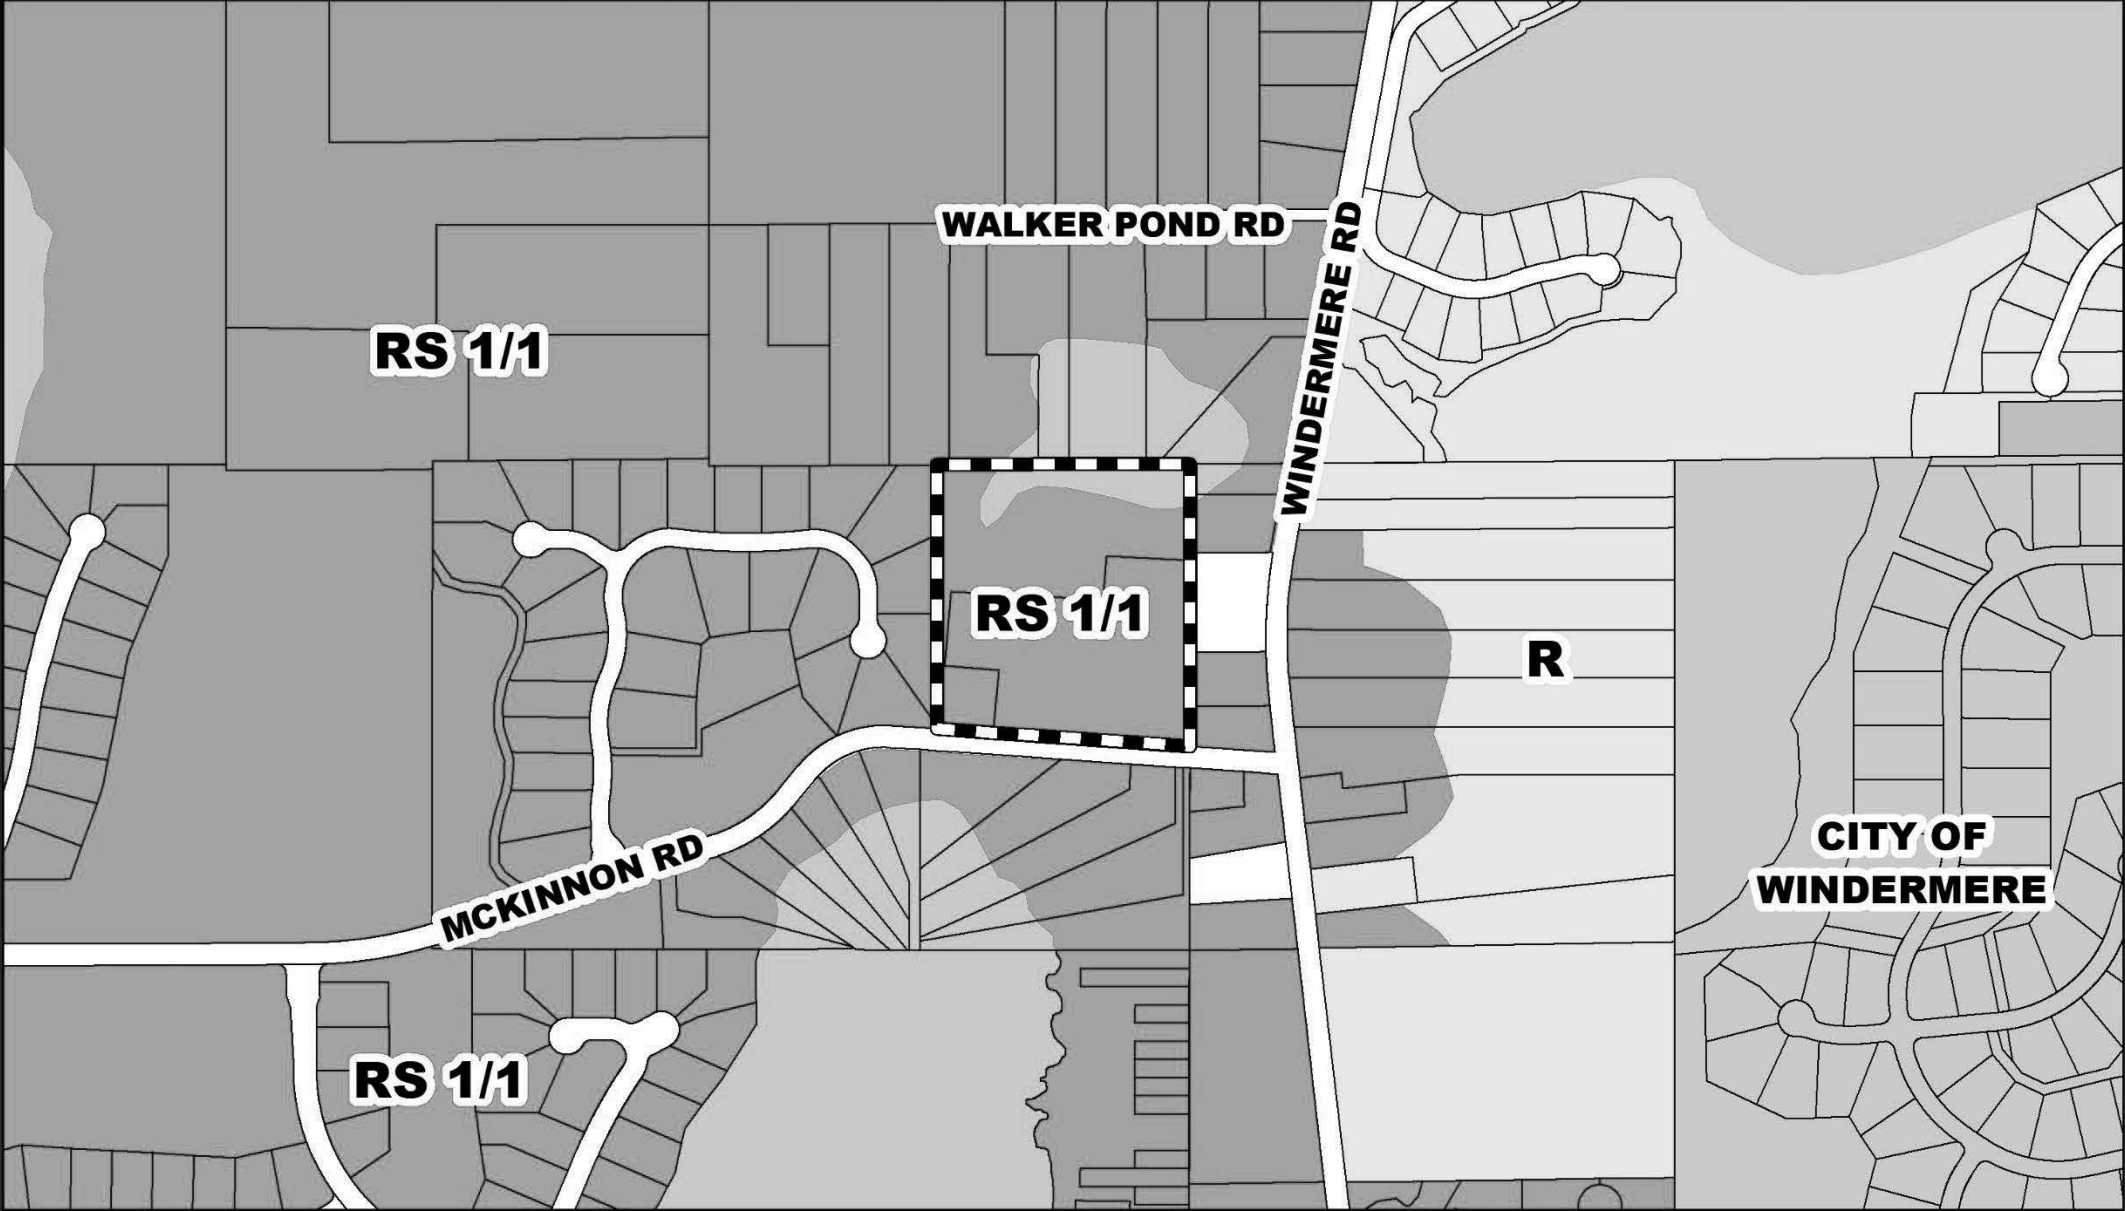 WALKER POND RD
WINDERMERE RD
RS 1/1
RS 1/1
R
CITY OF
WINDERMERE
MCKINNON RD
RS 1/1